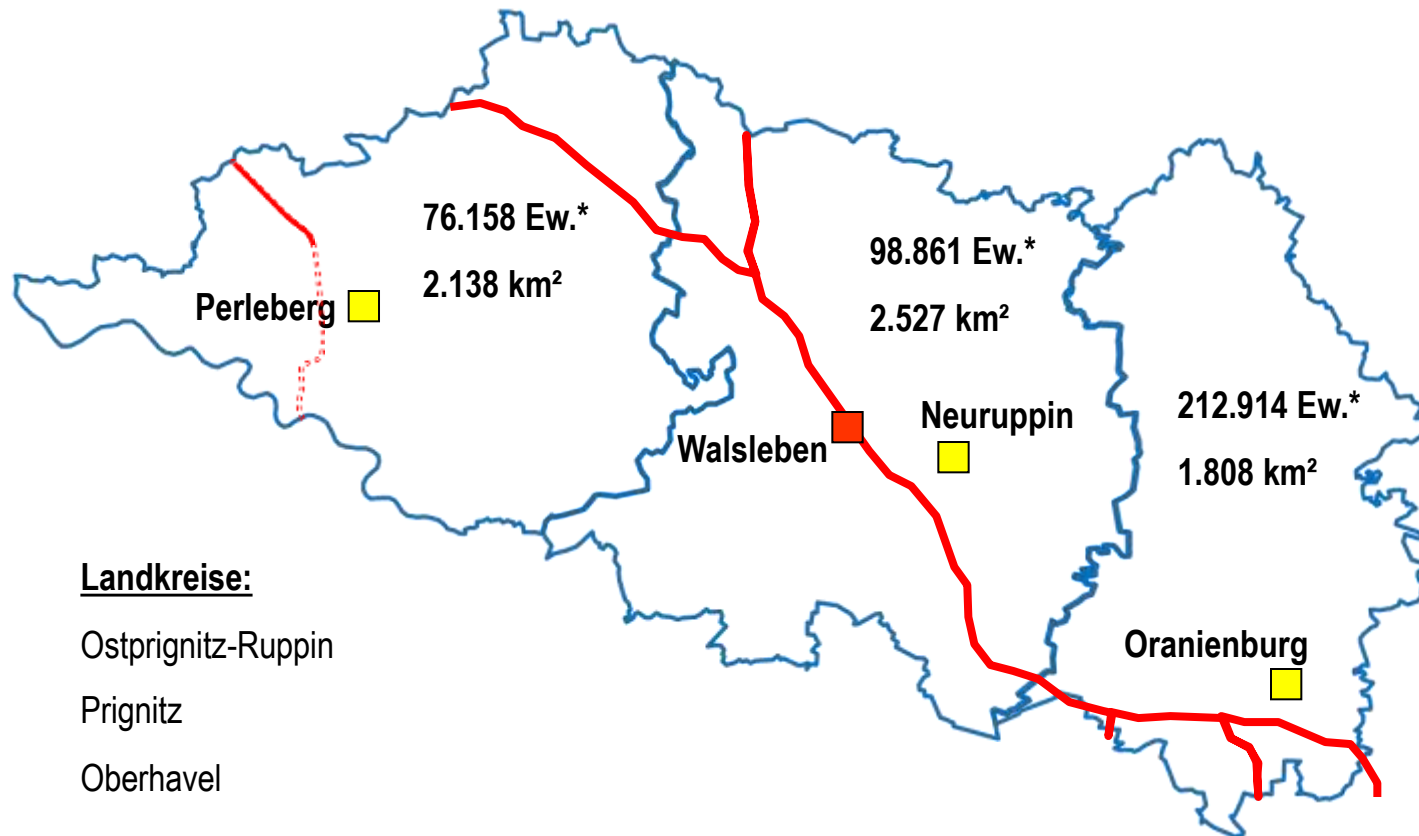 76.158 Ew.*
2.138 km²
98.861 Ew.*
2.527 km²
Perleberg
212.914 Ew.*
1.808 km²
Neuruppin
Walsleben
Landkreise:
Ostprignitz-Ruppin
Prignitz
Oberhavel
Oranienburg